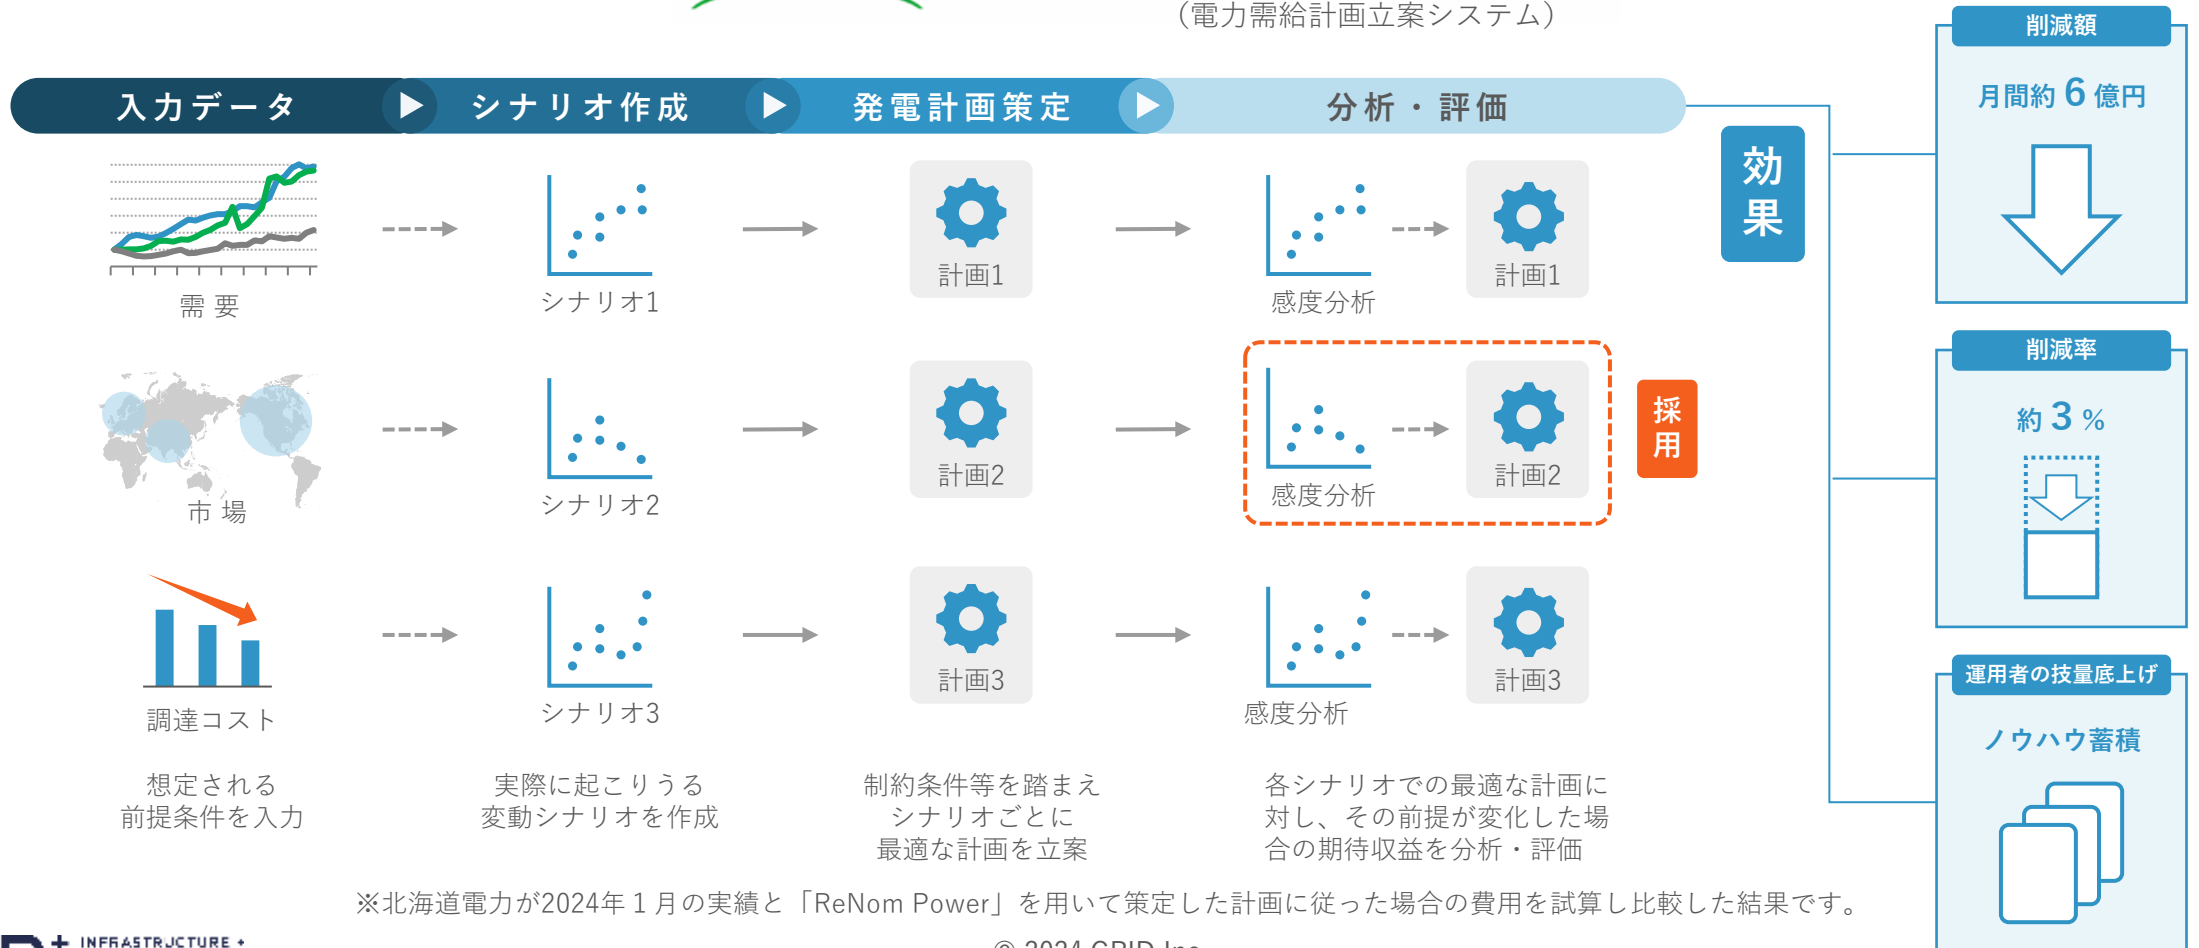 （電力需給計画立案システム）
入力データ
シナリオ作成
発電計画策定
分析・評価
需 要
シナリオ1
計画1
感度分析
計画1
市 場
シナリオ2
計画2
感度分析
計画2
採用
調達コスト
シナリオ3
計画3
感度分析
計画3
想定される
前提条件を入力
実際に起こりうる
変動シナリオを作成
制約条件等を踏まえ
シナリオごとに
最適な計画を立案
各シナリオでの最適な計画に
対し、その前提が変化した場
合の期待収益を分析・評価
効果
削減額
月間約 6 億円
削減率
約 3 %
運用者の技量底上げ
ノウハウ蓄積
※北海道電力が2024年１月の実績と「ReNom Power」を用いて策定した計画に従った場合の費用を試算し比較した結果です。
INFRASTRUCTURE +
© 2024 GRID Inc